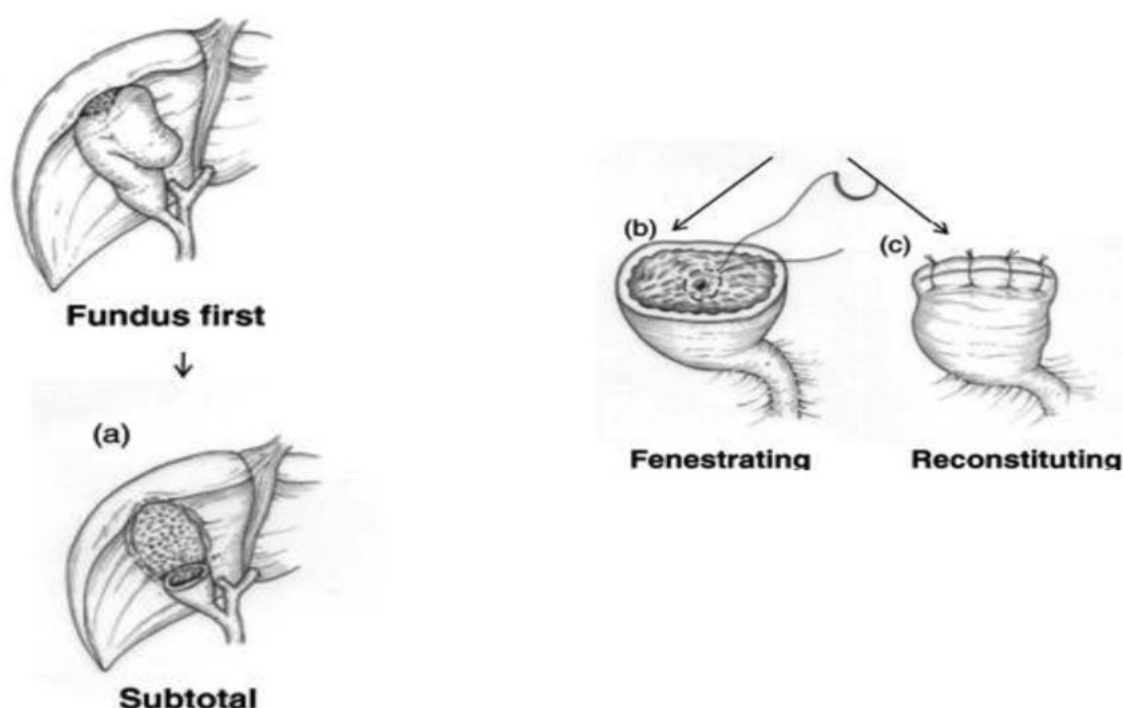 Fundus first
(a)
Subtotal
(b)
(c)
Fenestrating
Reconstituting